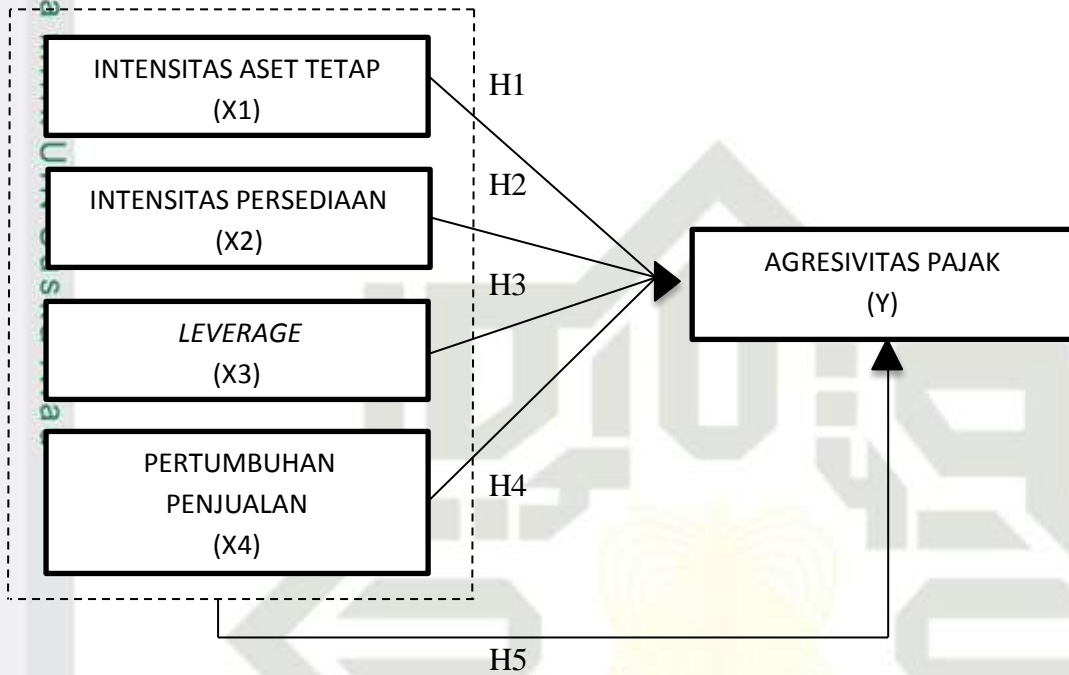 INTENSITAS ASET TETAP
(X1)
H1
INTENSITAS PERSEDIAAN
(X2)
H2
LEVERAGE
(X3)
H3
PERTUMBUHAN
PENJUALAN
(X4)
H4
AGRESIVITAS PAJAK
(Y)
H5